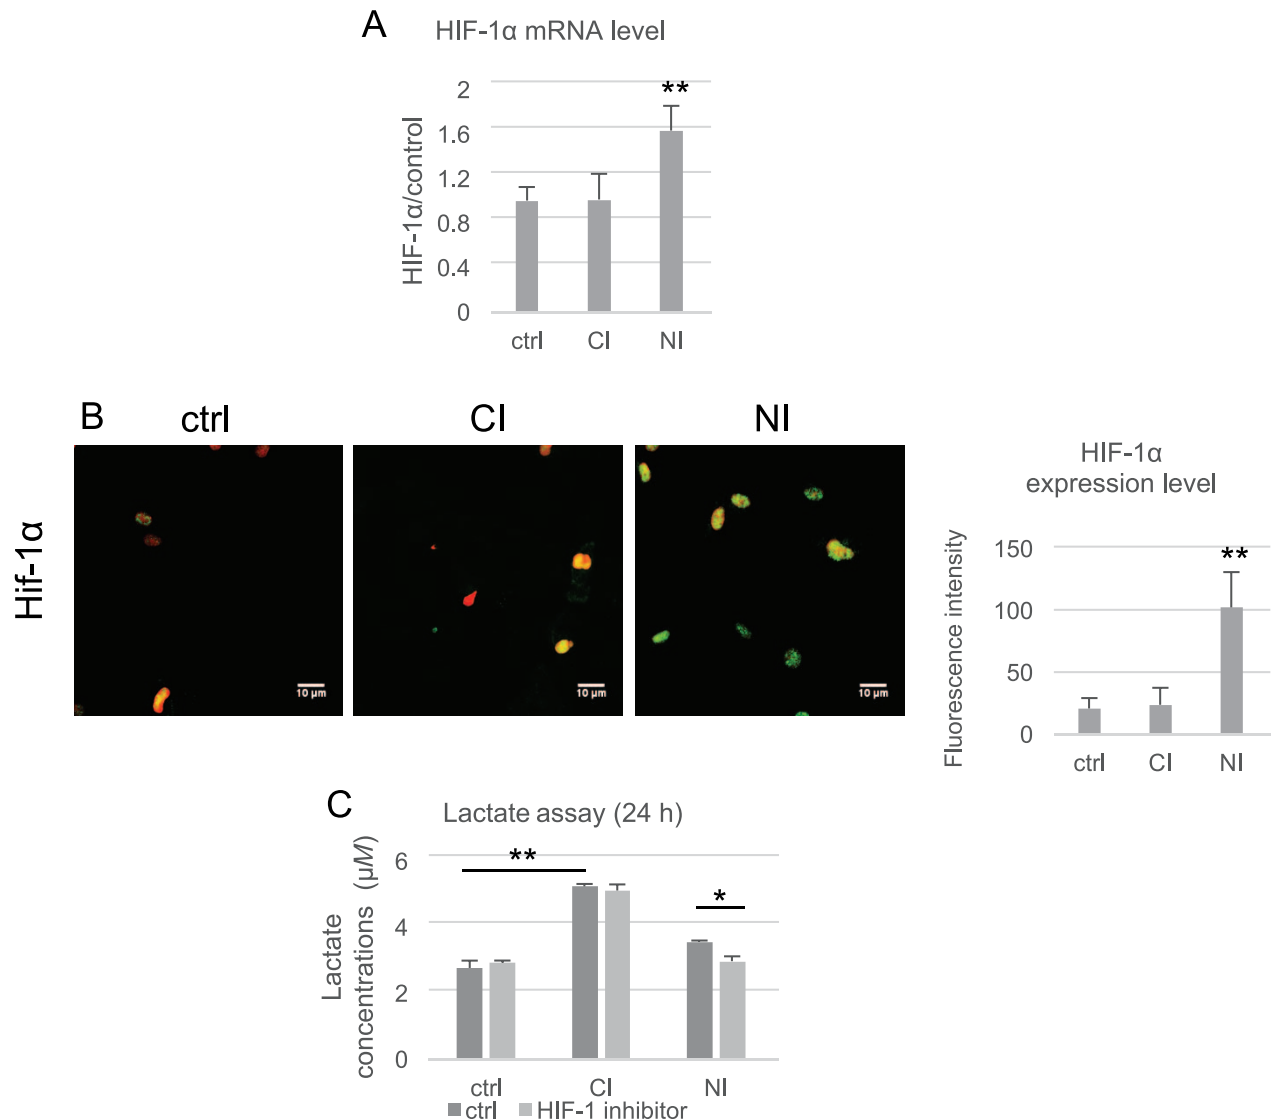 A HIF-1α mRNA level
**
2
1.6
1.2
0.8
0.4
0
HIF-1α/control
ctrl CI NI
B ctrl CI NI
Hif-1α
10 µm 10 µm 10 µm
HIF-1α
expression level
**
150
100
50
0
Fluorescence intensity
ctrl CI NI
C Lactate assay (24 h)
Lactate
concentrations (µM)
6
4
2
0
**
*
ctrl CI NI
ctrl HIF-1 inhibitor